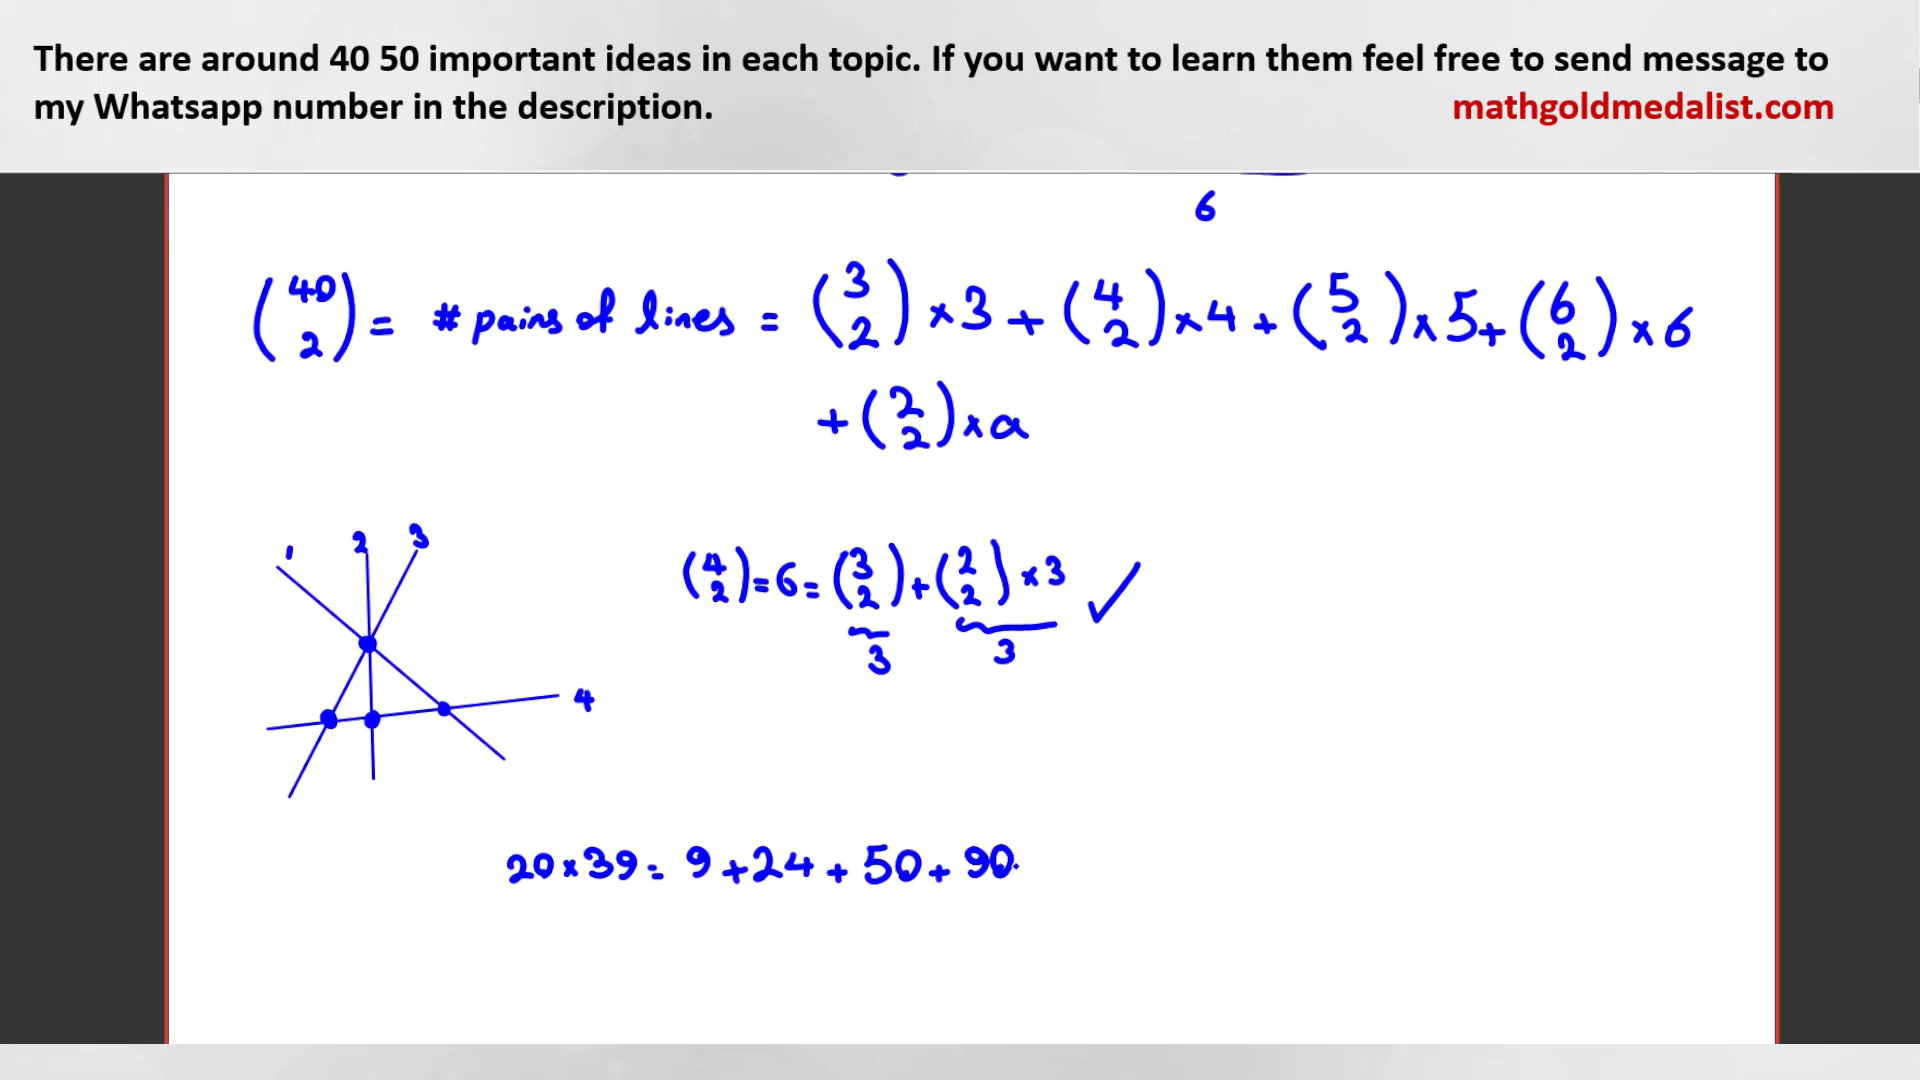 There are around 40 50 important ideas in each topic. If you want to learn them feel free to send message to
my Whatsapp number in the description.
mathgoldmedalist.com
6
(40 2) = # pairs of lines = (3 2) × 3 + (4 2) × 4 + (5 2) × 5 + (6 2) × 6
+ (2 2) × a
1 2 3
(4 2) = 6 = (3 2) + (2 2) × 3 ✓
3 3
4
20 × 39 = 9 + 24 + 50 + 90